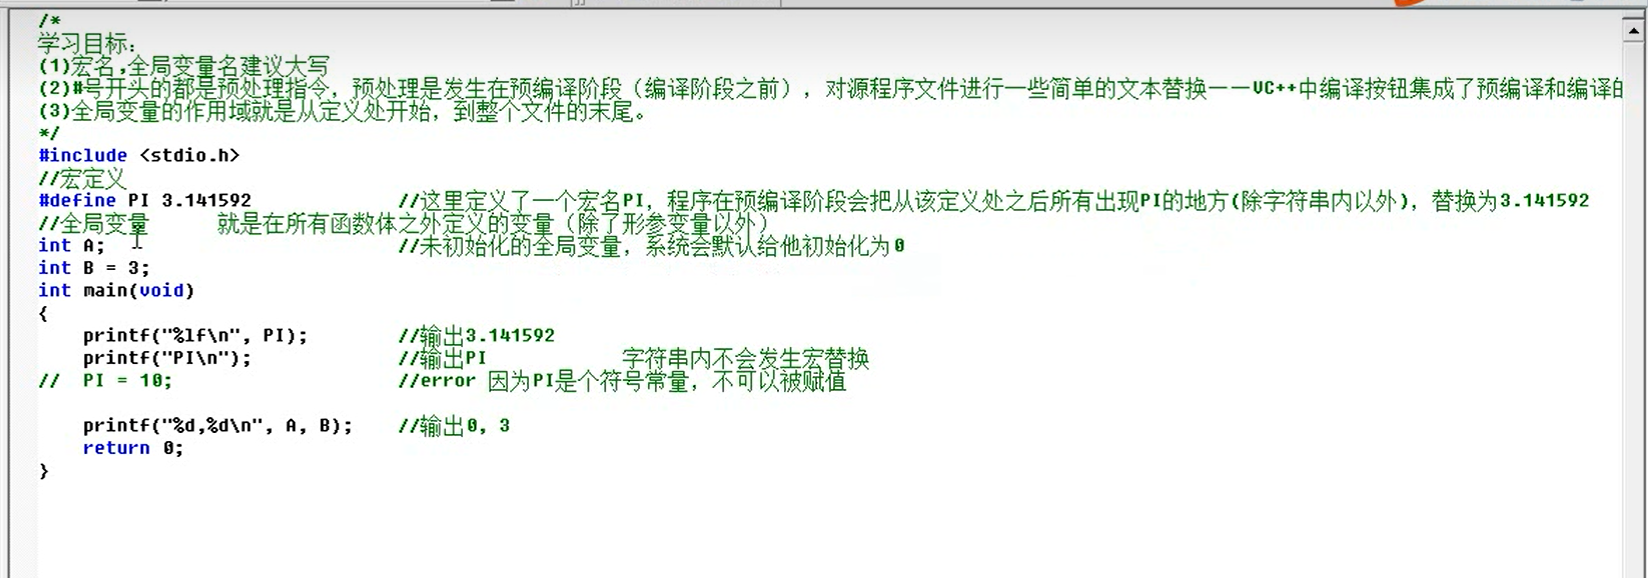 /*
学习目标:
(1)宏名,全局变量名建议大写
(2)#号开头的都是预处理指令，预处理是发生在预编译阶段（编译阶段之前），对源程序文件进行一些简单的文本替换——VC++中编译按钮集成了预编译和编译的
(3)全局变量的作用域就是从定义处开始，到整个文件的末尾。
*/
#include <stdio.h>
//宏定义
#define PI 3.141592 //这里定义了一个宏名PI，程序在预编译阶段会把从该定义处之后所有出现PI的地方(除字符串内以外)，替换为3.141592
//全局变量 就是在所有函数体之外定义的变量（除了形参变量以外）
int A; //未初始化的全局变量，系统会默认给他初始化为0
int B = 3;
int main(void)
{
printf("%lf\n", PI); //输出3.141592
printf("PI\n"); //输出PI 字符串内不会发生宏替换
// PI = 10; //error 因为PI是个符号常量，不可以被赋值
printf("%d,%d\n", A, B); //输出0, 3
return 0;
}